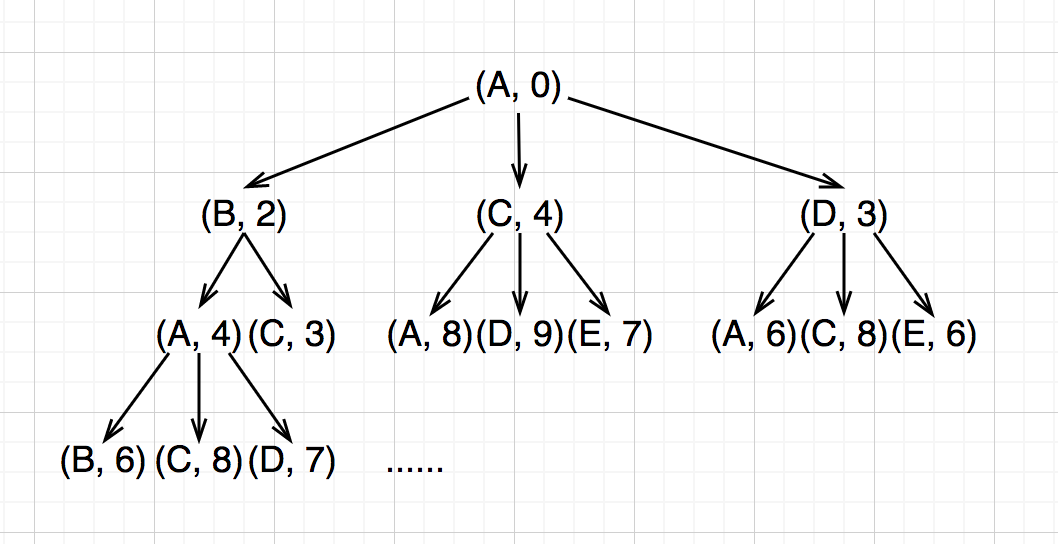 (A, 0)
(B, 2) (C, 4) (D, 3)
(A, 4) (C, 3) (A, 8) (D, 9) (E, 7) (A, 6) (C, 8) (E, 6)
(B, 6) (C, 8) (D, 7) ......